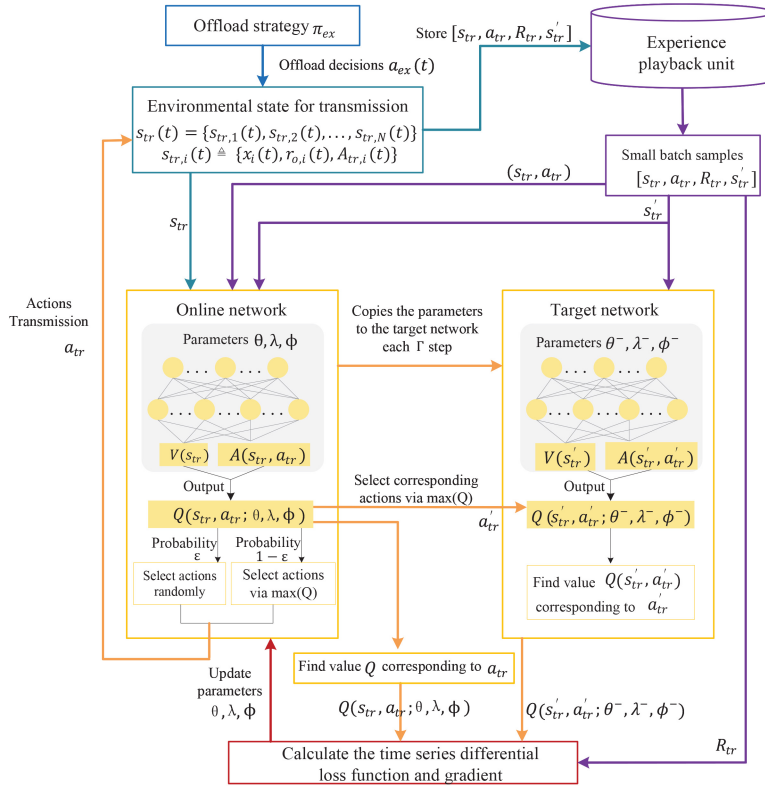 Offload strategy π_ex
Offload decisions a_ex(t)
Store [s_tr, a_tr, R_tr, s'_tr]
Experience
playback unit
Environmental state for transmission
s_tr(t) = {s_tr,1(t), s_tr,2(t), . . . , s_tr,N(t)}
s_tr,i(t) ≜ {x_i(t), r_o,i(t), A_tr,i(t)}
Small batch samples
[s_tr, a_tr, R_tr, s'_tr]
(s_tr, a_tr)
s'_tr
s_tr
Actions
Transmission
a_tr
Online network
Parameters θ, λ, ϕ
V(s_tr)
A(s_tr, a_tr)
Output
Q(s_tr, a_tr; θ, λ, ϕ)
Probability
ε
Probability
1 − ε
Select actions
randomly
Select actions
via max(Q)
Copies the parameters
to the target network
each Γ step
Select corresponding
actions via max(Q)
a'_tr
Target network
Parameters θ⁻, λ⁻, ϕ⁻
V(s'_tr)
A(s'_tr, a'_tr)
Output
Q(s'_tr, a'_tr; θ⁻, λ⁻, ϕ⁻)
Find value Q(s'_tr, a'_tr)
corresponding to a'_tr
Find value Q corresponding to a_tr
Update
parameters
θ, λ, ϕ
Q(s_tr, a_tr; θ, λ, ϕ)
Q(s'_tr, a'_tr; θ⁻, λ⁻, ϕ⁻)
R_tr
Calculate the time series differential
loss function and gradient